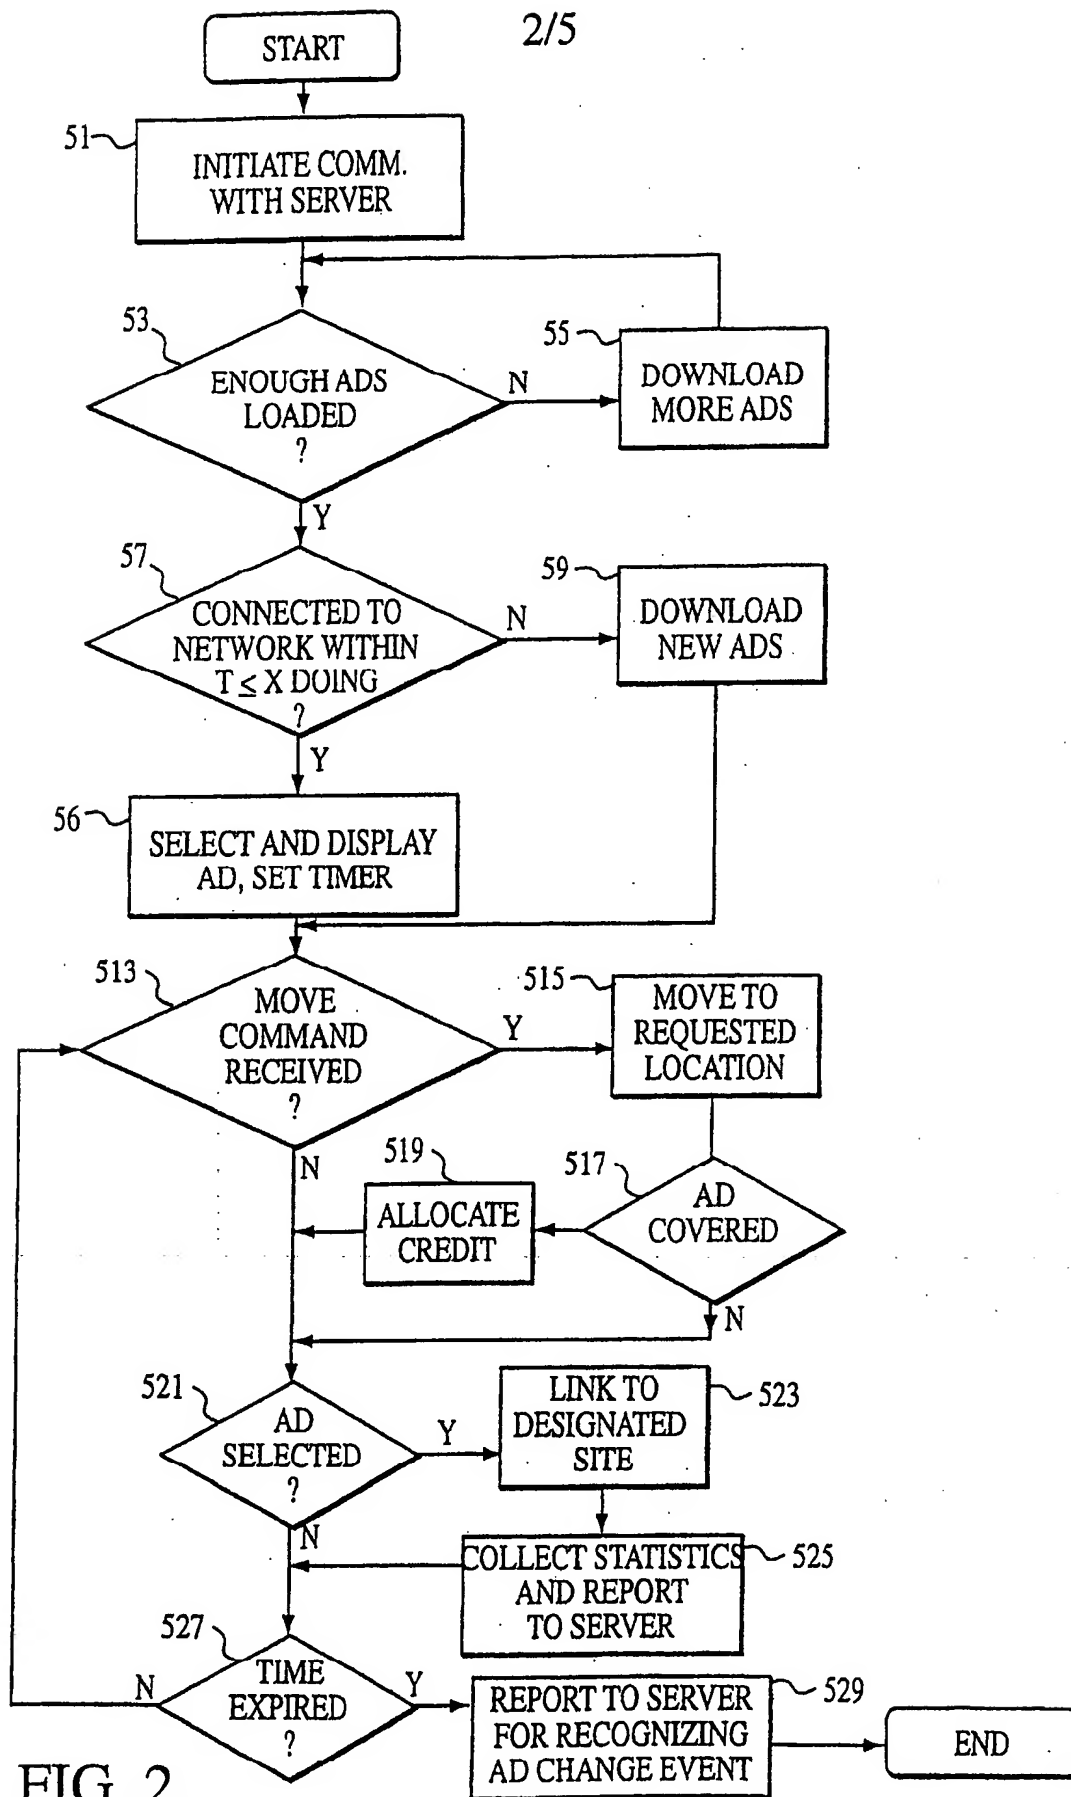 2/5
START
51
INITIATE COMM.
WITH SERVER
53
ENOUGH ADS
LOADED
?
N
55
DOWNLOAD
MORE ADS
Y
57
CONNECTED TO
NETWORK WITHIN
T ≤ X DOING
?
N
59
DOWNLOAD
NEW ADS
Y
56
SELECT AND DISPLAY
AD, SET TIMER
513
MOVE
COMMAND
RECEIVED
?
Y
515
MOVE TO
REQUESTED
LOCATION
N
519
ALLOCATE
CREDIT
517
AD
COVERED
N
521
AD
SELECTED
?
Y
LINK TO
DESIGNATED
SITE
523
N
COLLECT STATISTICS
AND REPORT
TO SERVER
525
527
TIME
EXPIRED
?
N
Y
REPORT TO SERVER
FOR RECOGNIZING
AD CHANGE EVENT
529
END
FIG. 2